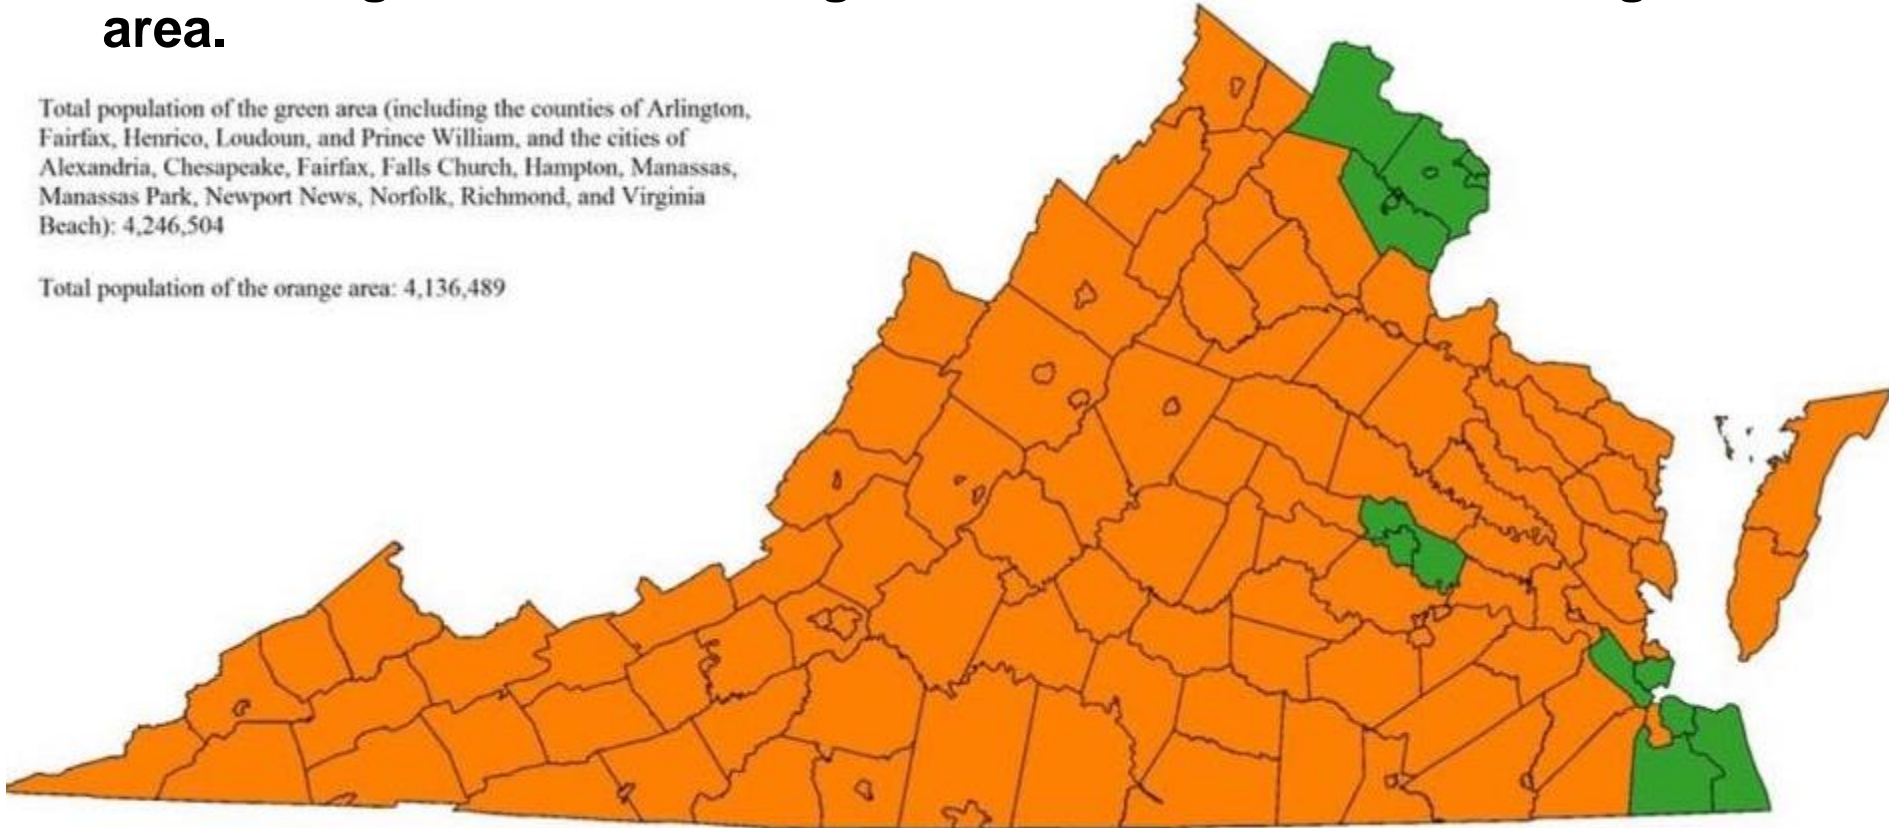 area.
Total population of the green area (including the counties of Arlington,
Fairfax, Henrico, Loudoun, and Prince William, and the cities of
Alexandria, Chesapeake, Fairfax, Falls Church, Hampton, Manassas,
Manassas Park, Newport News, Norfolk, Richmond, and Virginia
Beach): 4,246,504
Total population of the orange area: 4,136,489